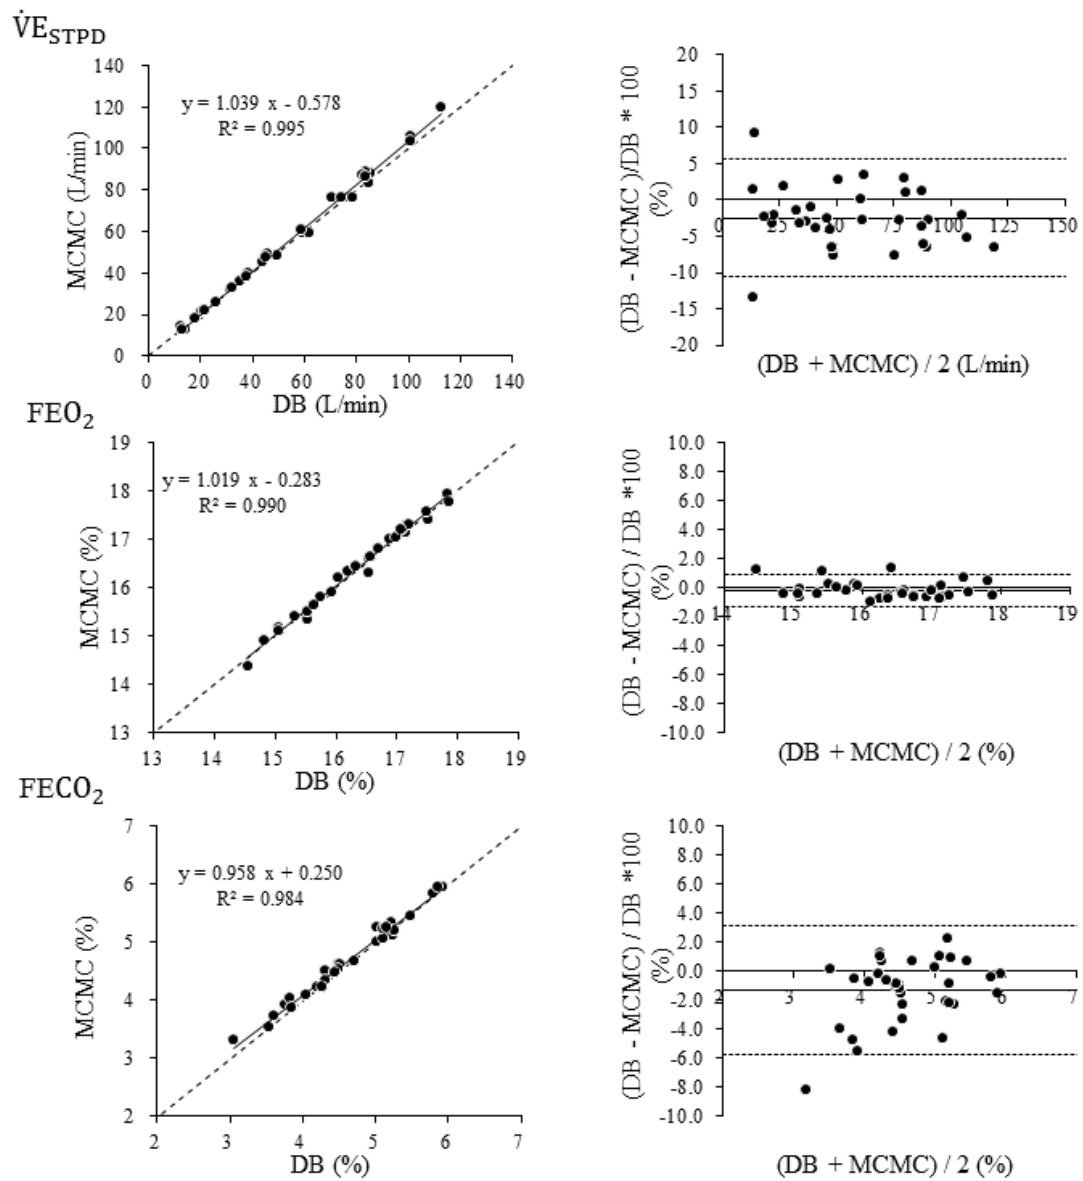 V̇E_STPD
140
120
100
80
60
40
20
0
MCMC (L/min)
y = 1.039 x - 0.578
R² = 0.995
0 20 40 60 80 100 120 140
DB (L/min)
20
15
10
5
0
-5
-10
-15
-20
(DB - MCMC )/DB * 100
(%)
0 25 50 75 100 125 150
(DB + MCMC) / 2 (L/min)
FEO₂
19
18
17
16
15
14
13
MCMC (%)
y = 1.019 x - 0.283
R² = 0.990
13 14 15 16 17 18 19
DB (%)
10.0
8.0
6.0
4.0
2.0
0.0
-2.0
-4.0
-6.0
-8.0
-10.0
(DB - MCMC) / DB *100
(%)
14 15 16 17 18 19
(DB + MCMC) / 2 (%)
FECO₂
7
6
5
4
3
2
MCMC (%)
y = 0.958 x + 0.250
R² = 0.984
2 3 4 5 6 7
DB (%)
10.0
8.0
6.0
4.0
2.0
0.0
-2.0
-4.0
-6.0
-8.0
-10.0
(DB - MCMC) / DB *100
(%)
2 3 4 5 6 7
(DB + MCMC) / 2 (%)